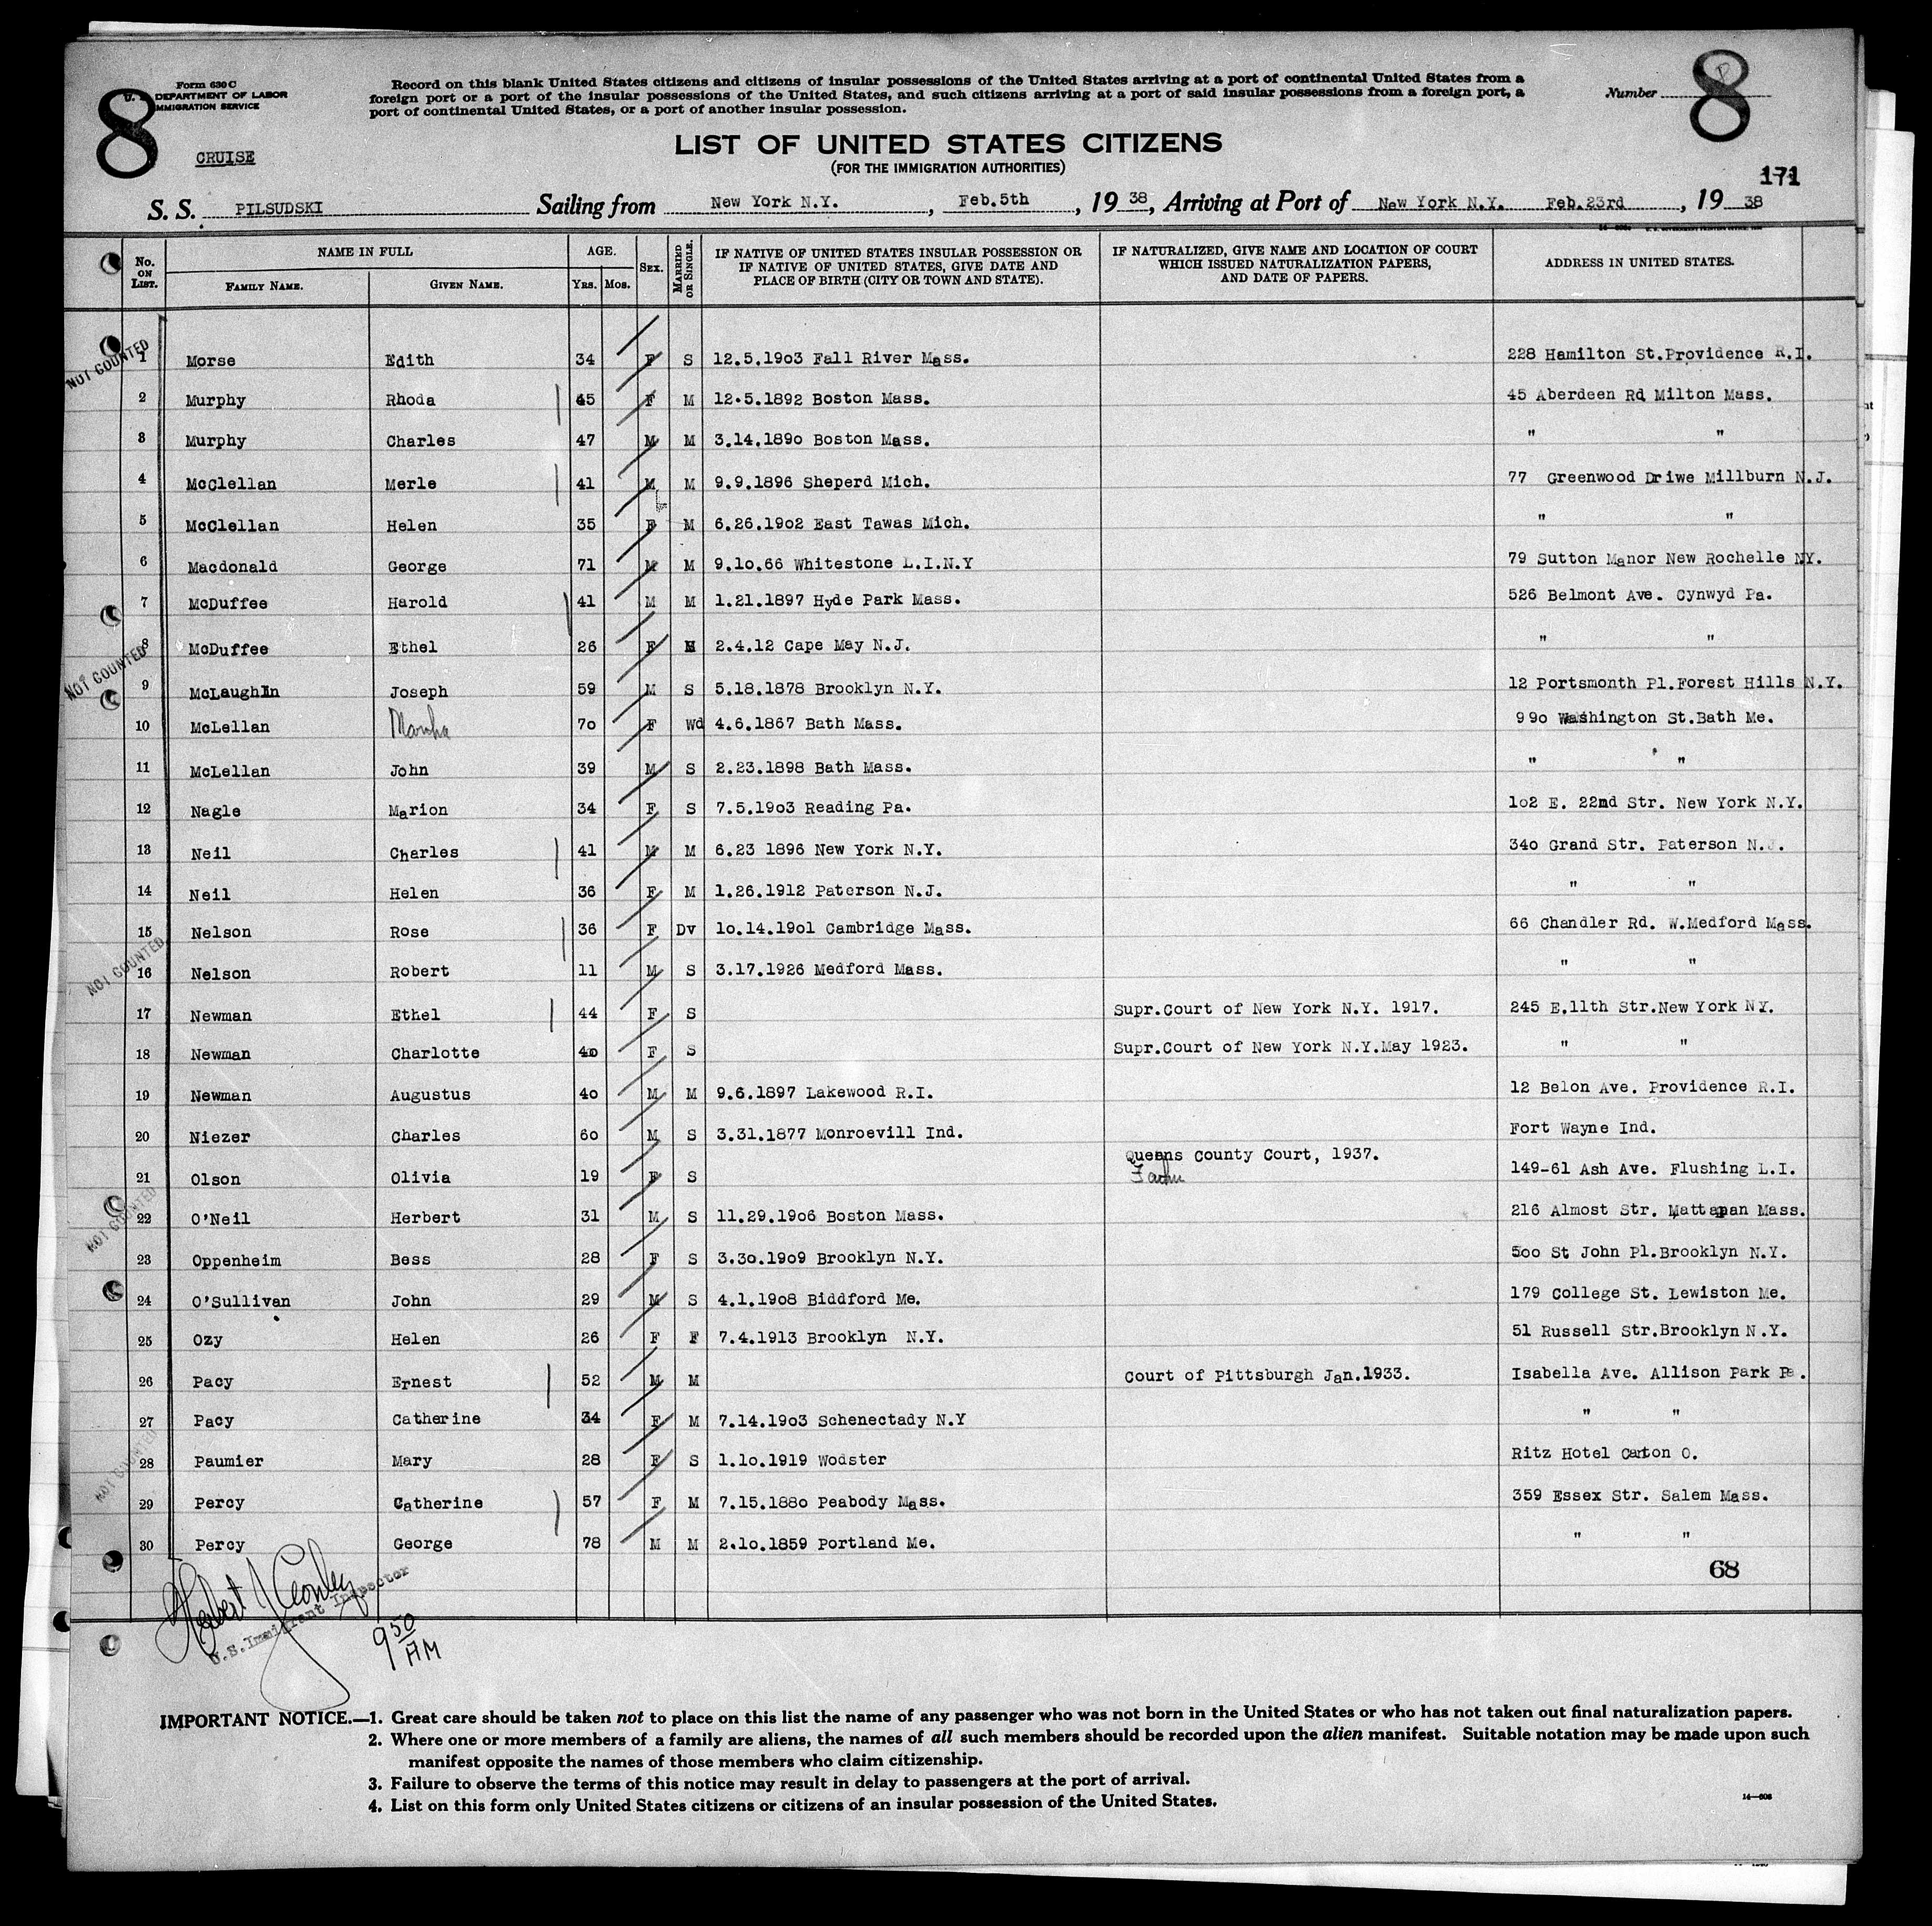 8
Form 630 C
U. S. DEPARTMENT OF LABOR
IMMIGRATION SERVICE
Record on this blank United States citizens and citizens of insular possessions of the United States arriving at a port of continental United States from a
foreign port or a port of the insular possessions of the United States, and such citizens arriving at a port of said insular possessions from a foreign port, a
port of continental United States, or a port of another insular possession.
Number
8
CRUISE
LIST OF UNITED STATES CITIZENS
(FOR THE IMMIGRATION AUTHORITIES)
171
S. S. PILSUDSKI Sailing from New York N.Y. , Feb.5th , 19 38, Arriving at Port of New York N.Y. Feb.23rd , 19 38
No. ON LIST. NAME IN FULL FAMILY NAME. GIVEN NAME. AGE. YRS. MOS. SEX. MARRIED OR SINGLE. IF NATIVE OF UNITED STATES INSULAR POSSESSION OR IF NATIVE OF UNITED STATES, GIVE DATE AND PLACE OF BIRTH (CITY OR TOWN AND STATE). IF NATURALIZED, GIVE NAME AND LOCATION OF COURT WHICH ISSUED NATURALIZATION PAPERS, AND DATE OF PAPERS. ADDRESS IN UNITED STATES.
NOT COUNTED
1 Morse Edith 34 F S 12.5.1903 Fall River Mass. 228 Hamilton St.Providence R.I.
2 Murphy Rhoda 45 F M 12.5.1892 Boston Mass. 45 Aberdeen Rd Milton Mass.
3 Murphy Charles 47 M M 3.14.1890 Boston Mass. " "
4 McClellan Merle 41 M M 9.9.1896 Sheperd Mich. 77 Greenwood Driwe Millburn N.J.
5 McClellan Helen 35 F M 6.26.1902 East Tawas Mich. " "
6 Macdonald George 71 M M 9.10.66 Whitestone L.I.N.Y 79 Sutton Manor New Rochelle NY.
7 McDuffee Harold 41 M M 1.21.1897 Hyde Park Mass. 526 Belmont Ave. Cynwyd Pa.
8 McDuffee Ethel 26 F M 2.4.12 Cape May N.J. " "
NOT COUNTED
9 McLaughlin Joseph 59 M S 5.18.1878 Brooklyn N.Y. 12 Portsmonth Pl.Forest Hills N.Y.
10 McLellan 70 F Wd 4.6.1867 Bath Mass. 990 Washington St.Bath Me.
11 McLellan John 39 M S 2.23.1898 Bath Mass. " "
12 Nagle Marion 34 F S 7.5.1903 Reading Pa. 102 E. 22nd Str. New York N.Y.
13 Neil Charles 41 M M 6.23 1896 New York N.Y. 340 Grand Str. Paterson N.J.
14 Neil Helen 36 F M 1.26.1912 Paterson N.J. " "
15 Nelson Rose 36 F Dv 10.14.1901 Cambridge Mass. 66 Chandler Rd. W.Medford Mass.
NOT COUNTED
16 Nelson Robert 11 M S 3.17.1926 Medford Mass. " "
17 Newman Ethel 44 F S Supr.Court of New York N.Y. 1917. 245 E.11th Str.New York NY.
18 Newman Charlotte 40 F S Supr.Court of New York N.Y.May 1923. " "
19 Newman Augustus 40 M M 9.6.1897 Lakewood R.I. 12 Belon Ave. Providence R.I.
20 Niezer Charles 60 M S 3.31.1877 Monroevill Ind. Fort Wayne Ind.
21 Olson Olivia 19 F S Queens County Court, 1937. 149-61 Ash Ave. Flushing L.I.
NOT COUNTED
22 O'Neil Herbert 31 M S 11.29.1906 Boston Mass. 216 Almost Str. Mattapan Mass.
23 Oppenheim Bess 28 F S 3.30.1909 Brooklyn N.Y. 500 St John Pl.Brooklyn N.Y.
24 O'Sullivan John 29 M S 4.1.1908 Biddford Me. 179 College St. Lewiston Me.
25 Ozy Helen 26 F F 7.4.1913 Brooklyn N.Y. 51 Russell Str.Brooklyn N.Y.
26 Pacy Ernest 52 M M Court of Pittsburgh Jan.1933. Isabella Ave. Allison Park Pa.
27 Pacy Catherine 34 F M 7.14.1903 Schenectady N.Y " "
NOT COUNTED
28 Paumier Mary 28 F S 1.10.1919 Wodster Ritz Hotel Canton O.
29 Percy Catherine 57 F M 7.15.1880 Peabody Mass. 359 Essex Str. Salem Mass.
30 Percy George 78 M M 2.10.1859 Portland Me. " "
68
Herbert J
U.S.Immigrant Inspector
9 50 AM
IMPORTANT NOTICE.—1. Great care should be taken not to place on this list the name of any passenger who was not born in the United States or who has not taken out final naturalization papers.
2. Where one or more members of a family are aliens, the names of all such members should be recorded upon the alien manifest. Suitable notation may be made upon such
manifest opposite the names of those members who claim citizenship.
3. Failure to observe the terms of this notice may result in delay to passengers at the port of arrival.
4. List on this form only United States citizens or citizens of an insular possession of the United States.